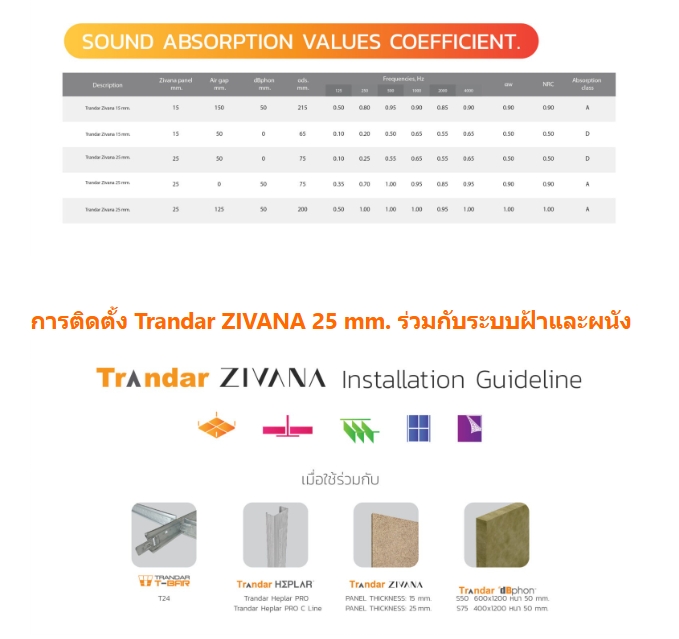 SOUND ABSORPTION VALUES COEFFICIENT.
Description Zivana panel mm. Air gap mm. dBphon mm. ods. mm. Frequencies, Hz αw NRC Absorption class
125 250 500 1000 2000 4000
Trandar Zivana 15 mm. 15 150 50 215 0.50 0.80 0.95 0.90 0.85 0.90 0.90 0.90 A
Trandar Zivana 15 mm. 15 50 0 65 0.10 0.20 0.50 0.65 0.55 0.65 0.50 0.50 D
Trandar Zivana 25 mm. 25 50 0 75 0.10 0.25 0.55 0.65 0.55 0.65 0.50 0.50 D
Trandar Zivana 25 mm. 25 0 50 75 0.35 0.70 1.00 0.95 0.85 0.95 0.90 0.90 A
Trandar Zivana 25 mm. 25 125 50 200 0.50 1.00 1.00 1.00 0.95 1.00 1.00 1.00 A
การติดตั้ง Trandar ZIVANA 25 mm. ร่วมกับระบบฝ้าและผนัง
Trandar ZIVANA Installation Guideline
เมื่อใช้ร่วมกับ
TRANDAR T-BAR
T24
Trandar HEPLAR
Trandar Heplar PRO
Trandar Heplar PRO C Line
Trandar ZIVANA
PANEL THICKNESS: 15 mm.
PANEL THICKNESS: 25 mm.
Trandar dBphon
S50 600x1200 หนา 50 mm.
S75 400x1200 หนา 50 mm.